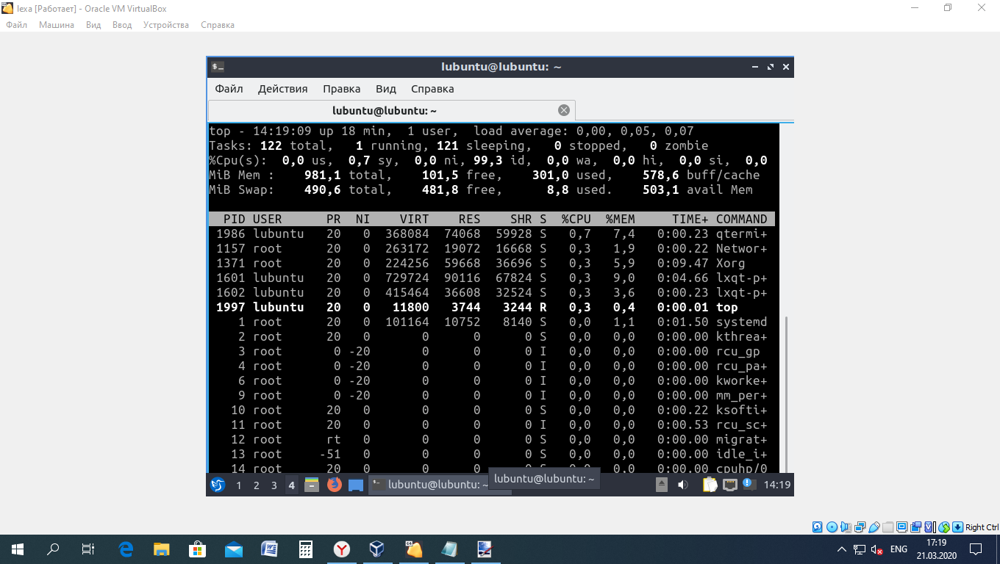 lexa [Работает] - Oracle VM VirtualBox
Файл Машина Вид Ввод Устройства Справка
lubuntu@lubuntu: ~
Файл Действия Правка Вид Справка
lubuntu@lubuntu: ~
top - 14:19:09 up 18 min,  1 user,  load average: 0,00, 0,05, 0,07
Tasks: 122 total,   1 running, 121 sleeping,   0 stopped,   0 zombie
%Cpu(s):  0,0 us,  0,7 sy,  0,0 ni, 99,3 id,  0,0 wa,  0,0 hi,  0,0 si,  0,0
MiB Mem :    981,1 total,    101,5 free,    301,0 used,    578,6 buff/cache
MiB Swap:    490,6 total,    481,8 free,      8,8 used.    503,1 avail Mem
PID USER      PR  NI    VIRT    RES    SHR S  %CPU  %MEM     TIME+ COMMAND
1986 lubuntu   20   0  368084  74068  59928 S   0,7   7,4   0:00.23 qtermi+
1157 root      20   0  263172  19072  16668 S   0,3   1,9   0:00.22 Networ+
1371 root      20   0  224256  59668  36696 S   0,3   5,9   0:09.47 Xorg
1601 lubuntu   20   0  729724  90116  67824 S   0,3   9,0   0:04.66 lxqt-p+
1602 lubuntu   20   0  415464  36608  32524 S   0,3   3,6   0:00.23 lxqt-p+
1997 lubuntu   20   0   11800   3744   3244 R   0,3   0,4   0:00.01 top
1 root      20   0  101164  10752   8140 S   0,0   1,1   0:01.50 systemd
2 root      20   0       0      0      0 S   0,0   0,0   0:00.00 kthrea+
3 root       0 -20       0      0      0 I   0,0   0,0   0:00.00 rcu_gp
4 root       0 -20       0      0      0 I   0,0   0,0   0:00.00 rcu_pa+
6 root       0 -20       0      0      0 I   0,0   0,0   0:00.00 kworke+
9 root       0 -20       0      0      0 I   0,0   0,0   0:00.00 mm_per+
10 root      20   0       0      0      0 S   0,0   0,0   0:00.22 ksofti+
11 root      20   0       0      0      0 I   0,0   0,0   0:00.53 rcu_sc+
12 root      rt   0       0      0      0 S   0,0   0,0   0:00.00 migrat+
13 root     -51   0       0      0      0 S   0,0   0,0   0:00.00 idle_i+
14 root      20   0       0      0      0 S   0,0   0,0   0:00.00 cpuhp/0
lubuntu@lubuntu: ~
1 2 3 4 lubuntu@lubuntu: ~ 14:19
Right Ctrl
ENG 17:19
21.03.2020